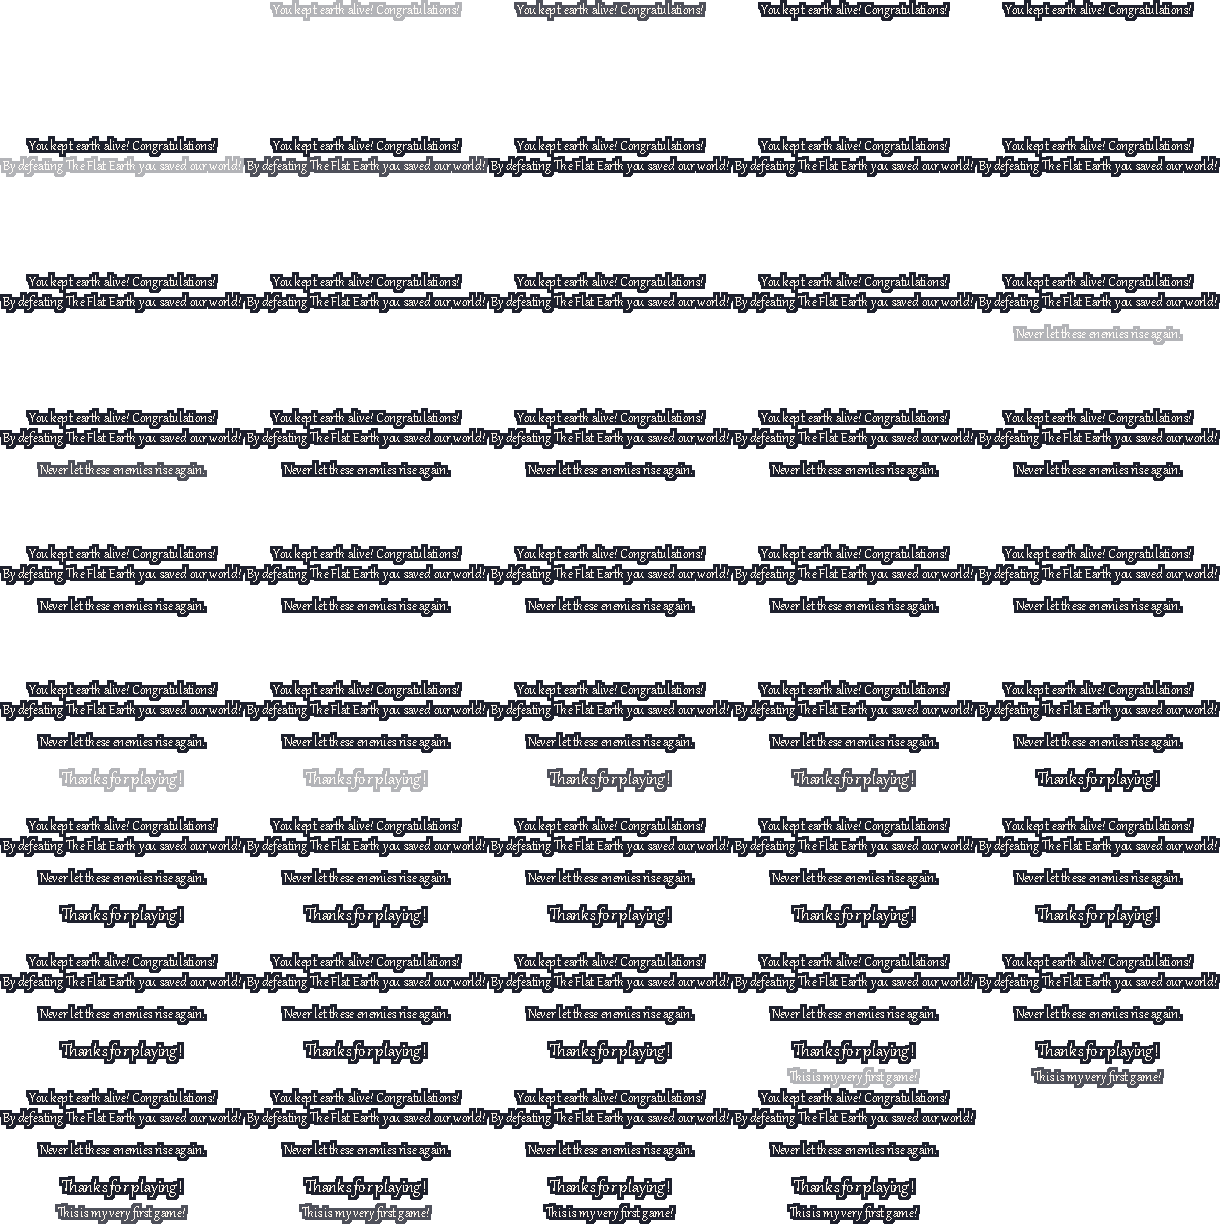 You kept earth alive! Congratulations! You kept earth alive! Congratulations! You kept earth alive! Congratulations! You kept earth alive! Congratulations!
You kept earth alive! Congratulations! You kept earth alive! Congratulations! You kept earth alive! Congratulations! You kept earth alive! Congratulations! You kept earth alive! Congratulations!
By defeating The Flat Earth you saved our world! By defeating The Flat Earth you saved our world! By defeating The Flat Earth you saved our world! By defeating The Flat Earth you saved our world! By defeating The Flat Earth you saved our world!
You kept earth alive! Congratulations! You kept earth alive! Congratulations! You kept earth alive! Congratulations! You kept earth alive! Congratulations! You kept earth alive! Congratulations!
By defeating The Flat Earth you saved our world! By defeating The Flat Earth you saved our world! By defeating The Flat Earth you saved our world! By defeating The Flat Earth you saved our world! By defeating The Flat Earth you saved our world!
Never let these enemies rise again.
You kept earth alive! Congratulations! You kept earth alive! Congratulations! You kept earth alive! Congratulations! You kept earth alive! Congratulations! You kept earth alive! Congratulations!
By defeating The Flat Earth you saved our world! By defeating The Flat Earth you saved our world! By defeating The Flat Earth you saved our world! By defeating The Flat Earth you saved our world! By defeating The Flat Earth you saved our world!
Never let these enemies rise again. Never let these enemies rise again. Never let these enemies rise again. Never let these enemies rise again. Never let these enemies rise again.
You kept earth alive! Congratulations! You kept earth alive! Congratulations! You kept earth alive! Congratulations! You kept earth alive! Congratulations! You kept earth alive! Congratulations!
By defeating The Flat Earth you saved our world! By defeating The Flat Earth you saved our world! By defeating The Flat Earth you saved our world! By defeating The Flat Earth you saved our world! By defeating The Flat Earth you saved our world!
Never let these enemies rise again. Never let these enemies rise again. Never let these enemies rise again. Never let these enemies rise again. Never let these enemies rise again.
You kept earth alive! Congratulations! You kept earth alive! Congratulations! You kept earth alive! Congratulations! You kept earth alive! Congratulations! You kept earth alive! Congratulations!
By defeating The Flat Earth you saved our world! By defeating The Flat Earth you saved our world! By defeating The Flat Earth you saved our world! By defeating The Flat Earth you saved our world! By defeating The Flat Earth you saved our world!
Never let these enemies rise again. Never let these enemies rise again. Never let these enemies rise again. Never let these enemies rise again. Never let these enemies rise again.
Thanks for playing! Thanks for playing! Thanks for playing! Thanks for playing! Thanks for playing!
You kept earth alive! Congratulations! You kept earth alive! Congratulations! You kept earth alive! Congratulations! You kept earth alive! Congratulations! You kept earth alive! Congratulations!
By defeating The Flat Earth you saved our world! By defeating The Flat Earth you saved our world! By defeating The Flat Earth you saved our world! By defeating The Flat Earth you saved our world! By defeating The Flat Earth you saved our world!
Never let these enemies rise again. Never let these enemies rise again. Never let these enemies rise again. Never let these enemies rise again. Never let these enemies rise again.
Thanks for playing! Thanks for playing! Thanks for playing! Thanks for playing! Thanks for playing!
You kept earth alive! Congratulations! You kept earth alive! Congratulations! You kept earth alive! Congratulations! You kept earth alive! Congratulations! You kept earth alive! Congratulations!
By defeating The Flat Earth you saved our world! By defeating The Flat Earth you saved our world! By defeating The Flat Earth you saved our world! By defeating The Flat Earth you saved our world! By defeating The Flat Earth you saved our world!
Never let these enemies rise again. Never let these enemies rise again. Never let these enemies rise again. Never let these enemies rise again. Never let these enemies rise again.
Thanks for playing! Thanks for playing! Thanks for playing! Thanks for playing! Thanks for playing!
This is my very first game! This is my very first game!
You kept earth alive! Congratulations! You kept earth alive! Congratulations! You kept earth alive! Congratulations! You kept earth alive! Congratulations!
By defeating The Flat Earth you saved our world! By defeating The Flat Earth you saved our world! By defeating The Flat Earth you saved our world! By defeating The Flat Earth you saved our world!
Never let these enemies rise again. Never let these enemies rise again. Never let these enemies rise again. Never let these enemies rise again.
Thanks for playing! Thanks for playing! Thanks for playing! Thanks for playing!
This is my very first game! This is my very first game! This is my very first game! This is my very first game!